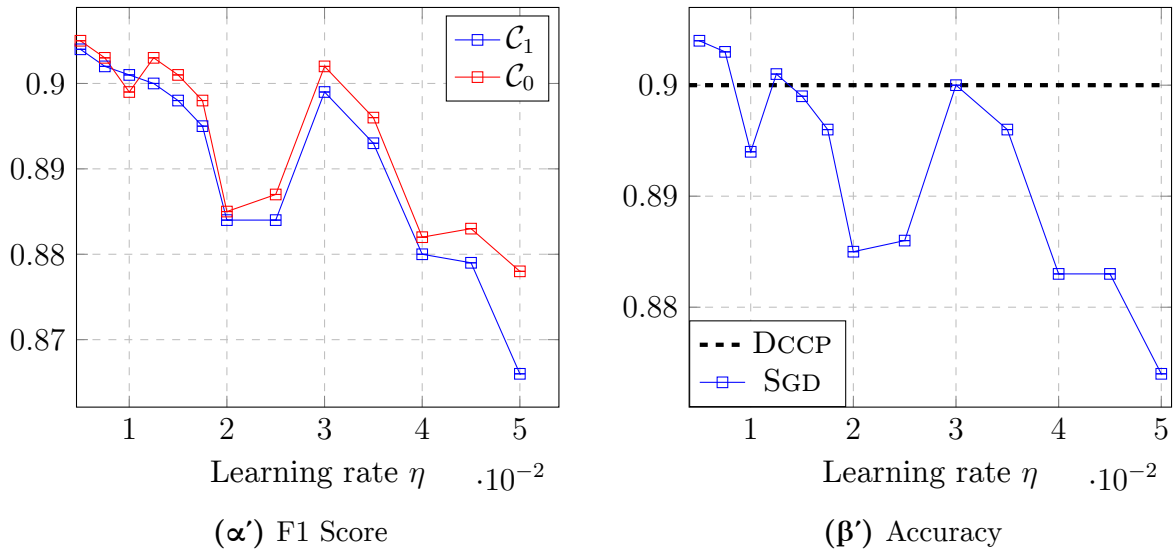 0.9
0.89
0.88
0.87
1 2 3 4 5
Learning rate η ·10⁻²
C₁
C₀
(α′) F1 Score
0.9
0.89
0.88
1 2 3 4 5
Learning rate η ·10⁻²
DCCP
SGD
(β′) Accuracy